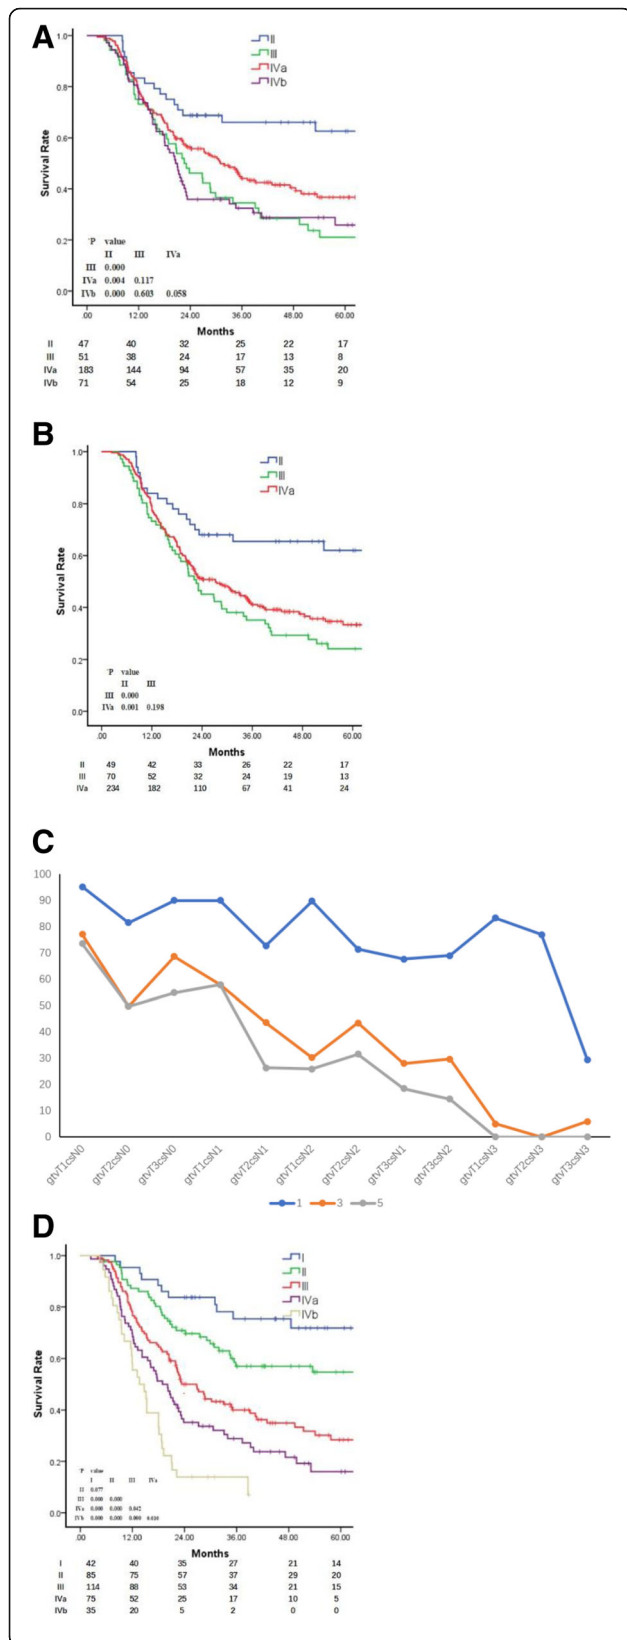 A
1.0
II
III
IVa
IVb
0.8
0.6
Survival Rate
0.4
0.2
*P value
II III IVa
III 0.000
IVa 0.004 0.117
IVb 0.000 0.603 0.058
0.0
.00 12.00 24.00 36.00 48.00 60.00
Months
II 47 40 32 25 22 17
III 51 38 24 17 13 8
IVa 183 144 94 57 35 20
IVb 71 54 25 18 12 9
B
1.0
II
III
IVa
0.8
0.6
Survival Rate
0.4
0.2
*P value
II III
III 0.000
IVa 0.001 0.198
0.0
.00 12.00 24.00 36.00 48.00 60.00
Months
II 49 42 33 26 22 17
III 70 52 32 24 19 13
IVa 234 182 110 67 41 24
C
100
90
80
70
60
50
40
30
20
10
0
gtvT1csN0 gtvT2csN0 gtvT3csN0 gtvT1csN1 gtvT2csN1 gtvT1csN2 gtvT2csN2 gtvT3csN1 gtvT3csN2 gtvT1csN3 gtvT2csN3 gtvT3csN3
1 3 5
D
1.0
I
II
III
IVa
IVb
0.8
0.6
Survival Rate
0.4
0.2
*P value
I II III IVa
II 0.077
III 0.000 0.000
IVa 0.000 0.000 0.042
IVb 0.000 0.000 0.000
0.0
.00 12.00 24.00 36.00 48.00 60.00
Months
I 42 40 35 27 21 14
II 85 75 57 37 29 20
III 114 88 53 34 21 15
IVa 75 52 25 17 10 5
IVb 35 20 5 2 0 0